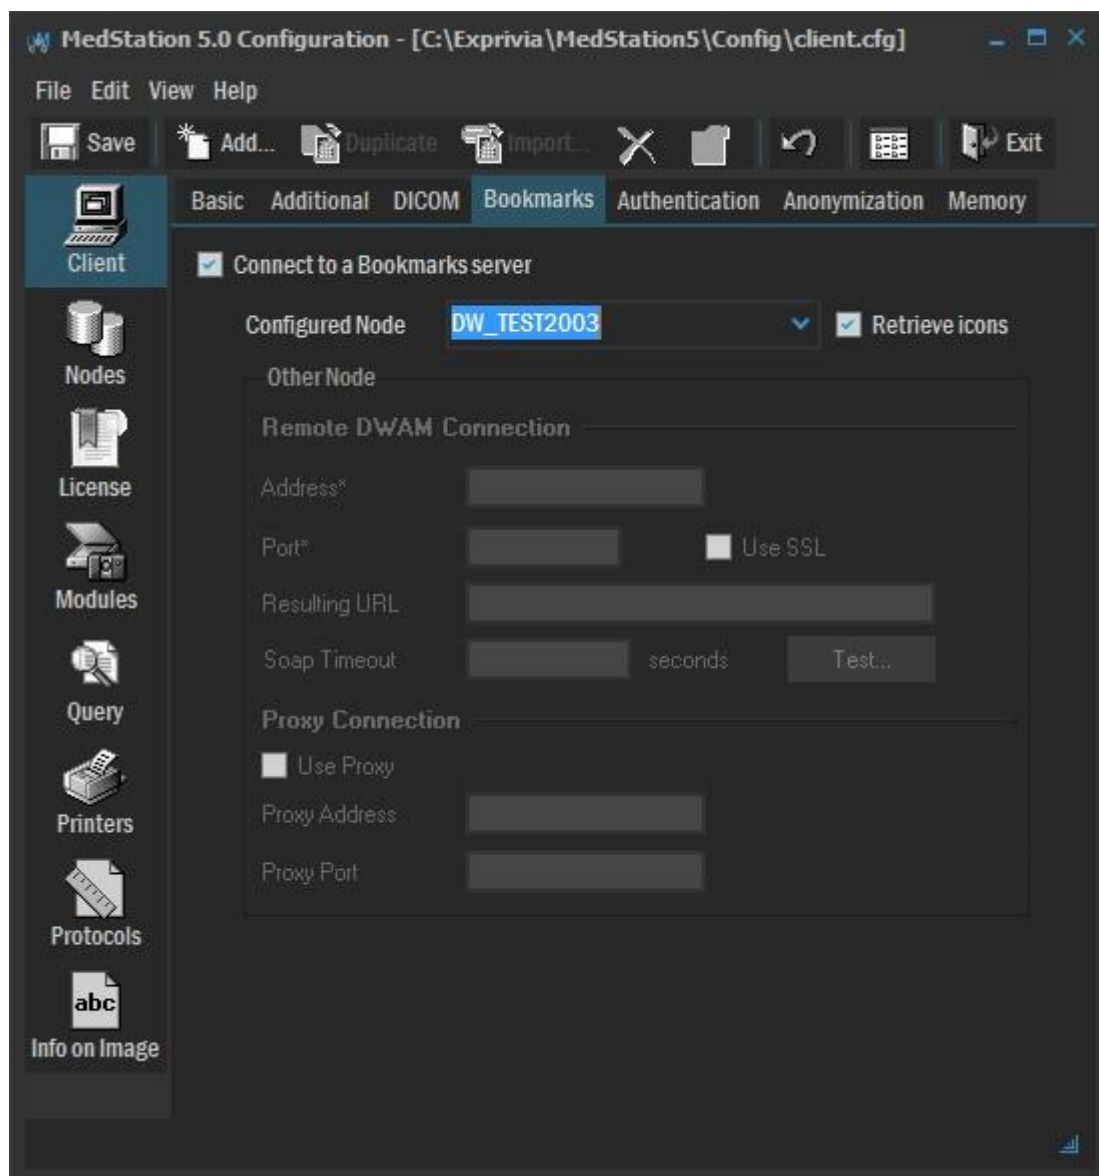 MedStation 5.0 Configuration - [C:\Exprivia\MedStation5\Config\client.cfg]
File Edit View Help
Save Add... Duplicate Import... Exit
Client
Nodes
License
Modules
Query
Printers
Protocols
abc
Info on Image
Basic Additional DICOM Bookmarks Authentication Anonymization Memory
Connect to a Bookmarks server
Configured Node DW_TEST2003 Retrieve icons
Other Node
Remote DWAM Connection
Address*
Port* Use SSL
Resulting URL
Soap Timeout seconds Test...
Proxy Connection
Use Proxy
Proxy Address
Proxy Port